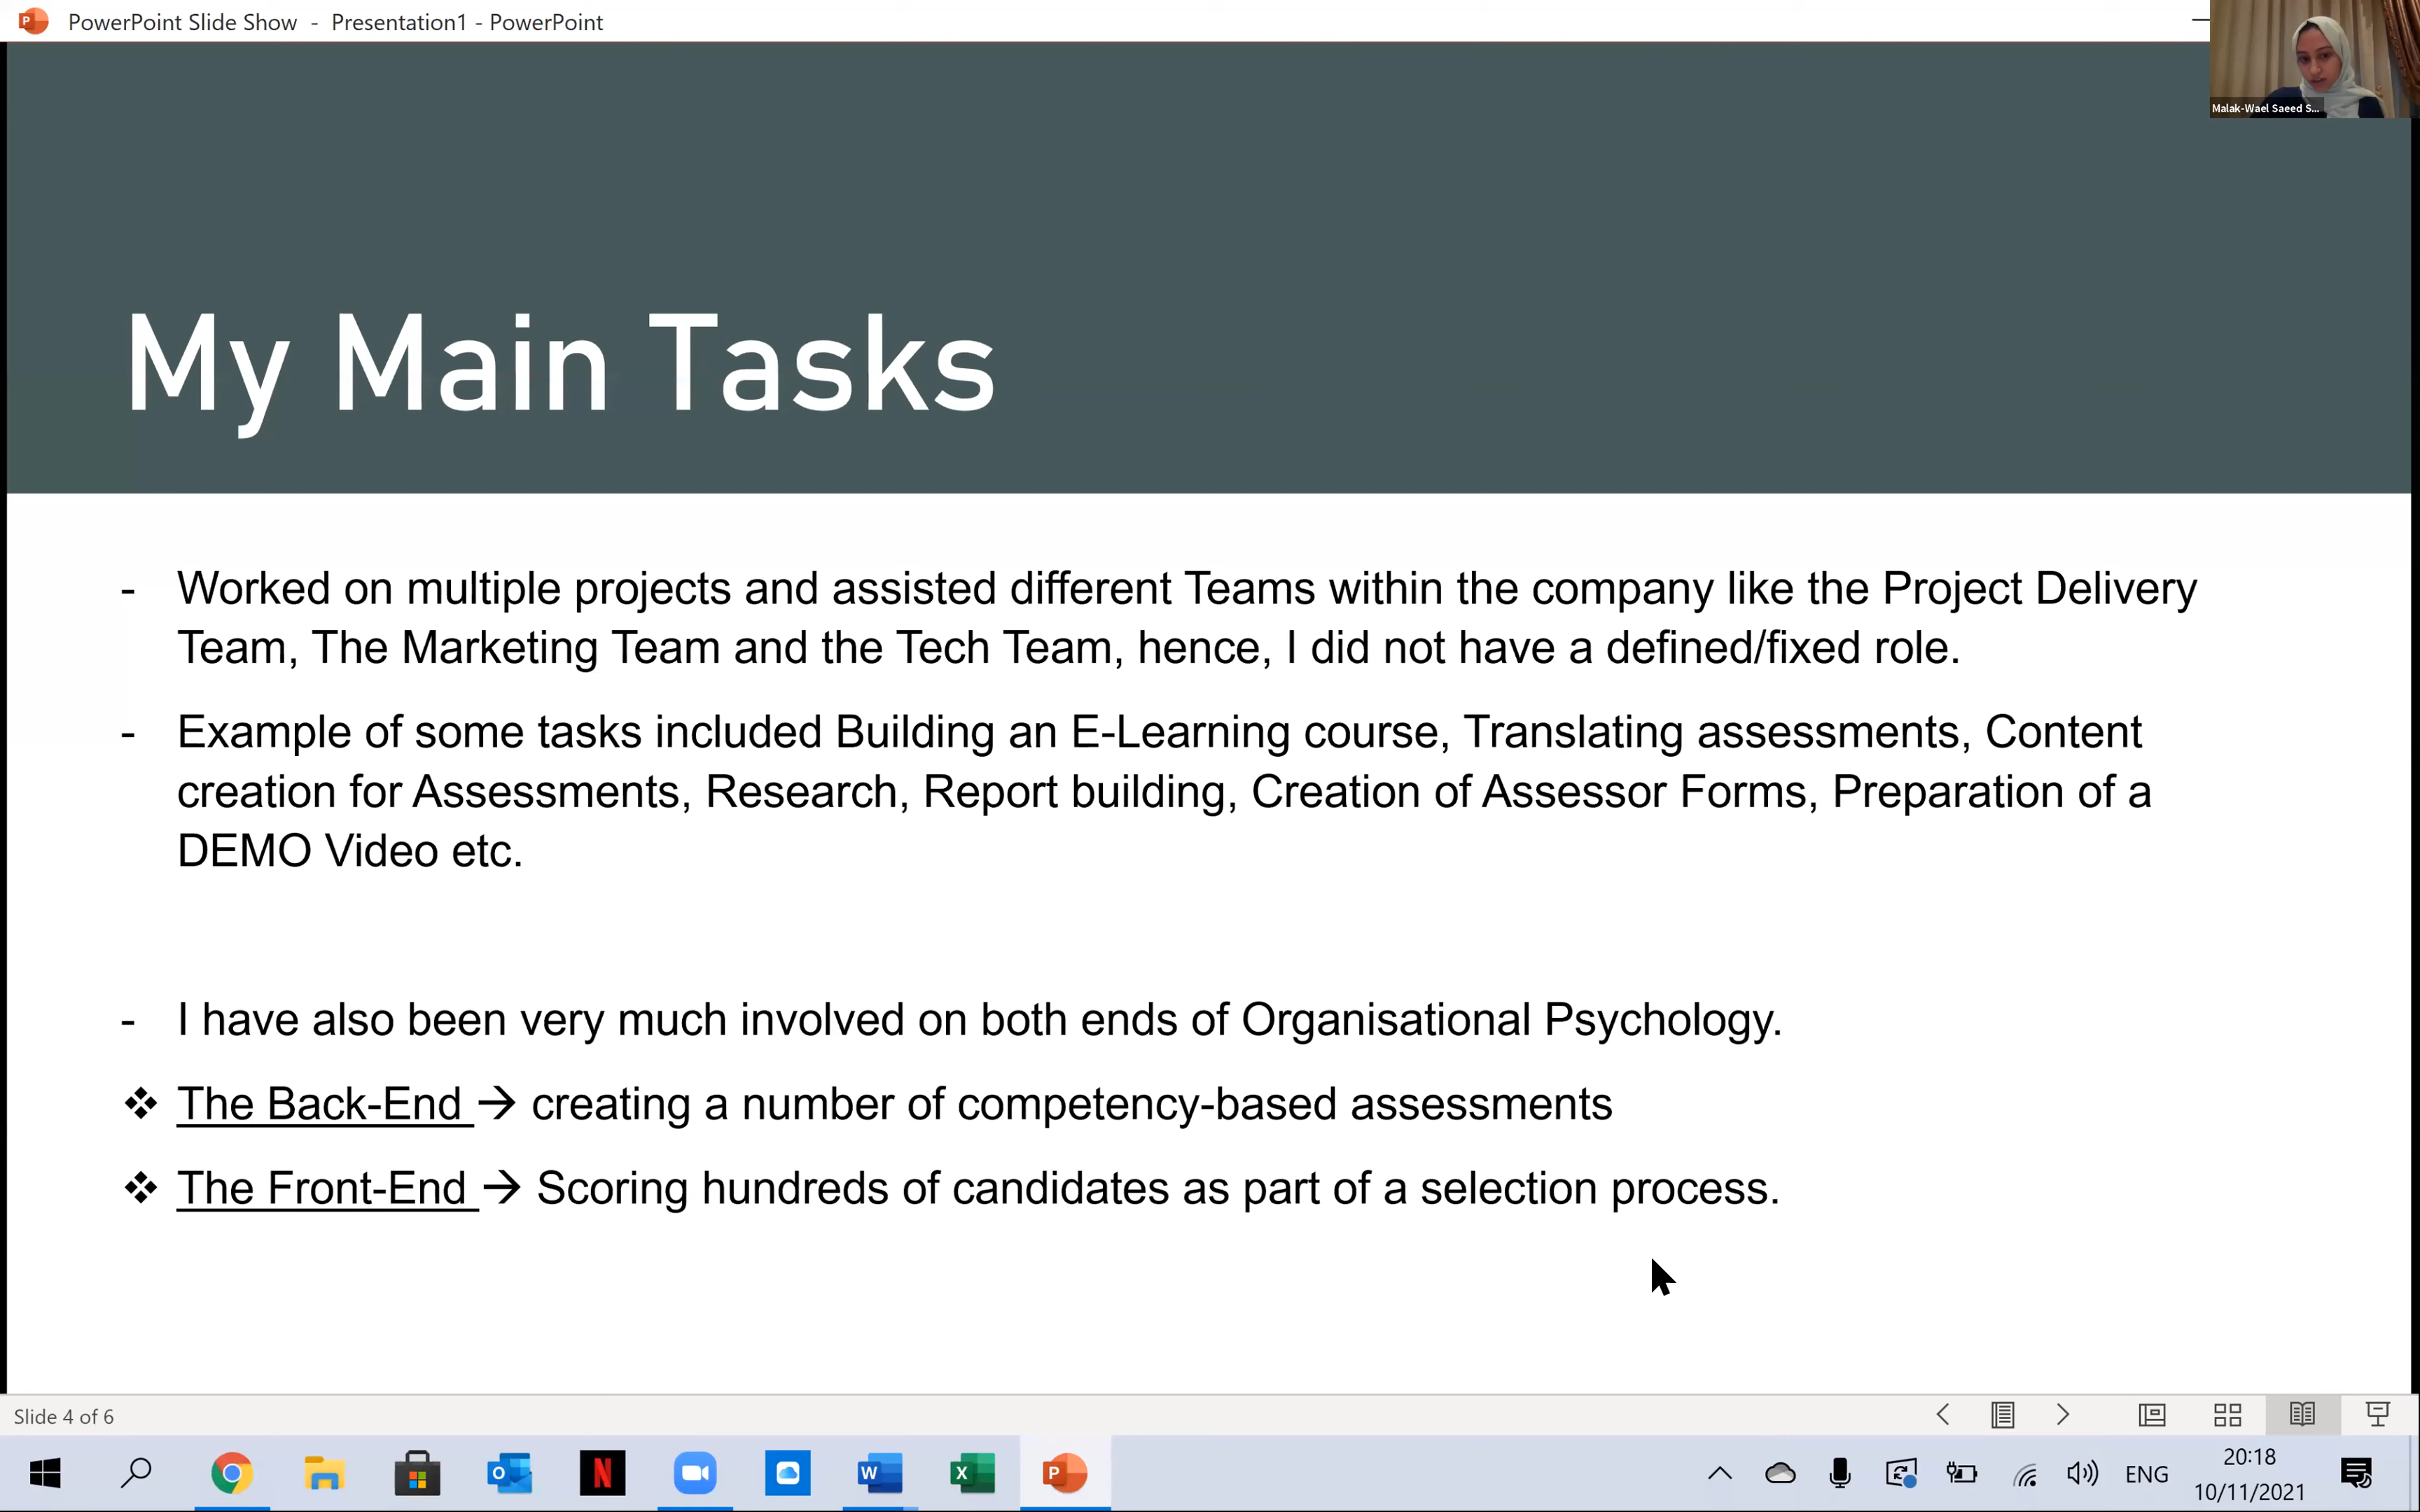 PowerPoint Slide Show - Presentation1 - PowerPoint
Malak-Wael Saeed S...
My Main Tasks
- Worked on multiple projects and assisted different Teams within the company like the Project Delivery
Team, The Marketing Team and the Tech Team, hence, I did not have a defined/fixed role.
- Example of some tasks included Building an E-Learning course, Translating assessments, Content
creation for Assessments, Research, Report building, Creation of Assessor Forms, Preparation of a
DEMO Video etc.
- I have also been very much involved on both ends of Organisational Psychology.
❖ The Back-End → creating a number of competency-based assessments
❖ The Front-End → Scoring hundreds of candidates as part of a selection process.
Slide 4 of 6
ENG
20:18
10/11/2021